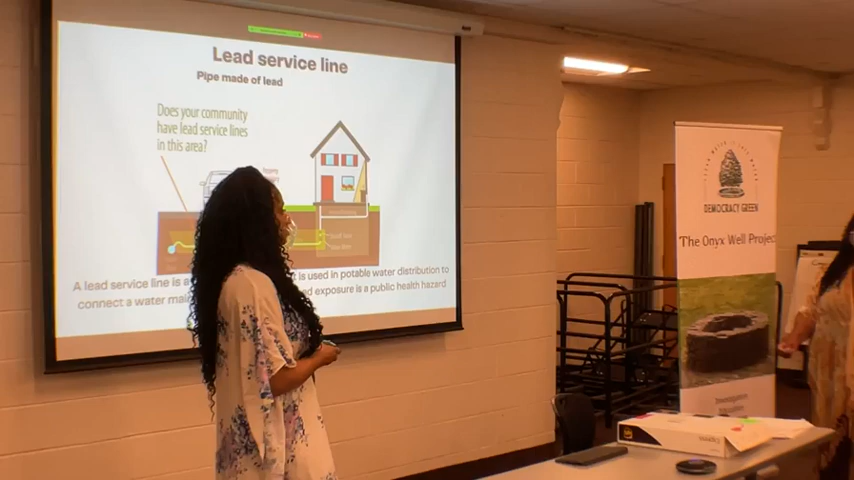 Lead service line
Pipe made of lead
Does your community
have lead service lines
in this area?
A lead service line is a
t is used in potable water distribution to
connect a water mai
ad exposure is a public health hazard
DEMOCRACY GREEN
The Onyx Well Projec